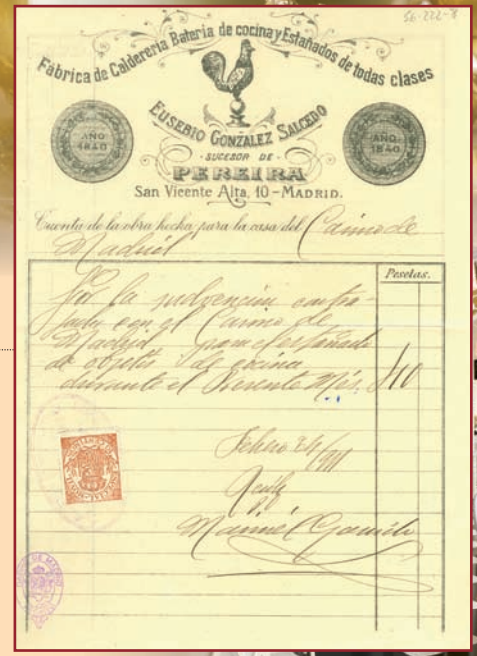 56-222-8
Fábrica de Calderería Batería de cocina y Estañados de todas clases
AÑO
1840
EUSEBIO GONZÁLEZ SALCEDO
AÑO
1840
- SUCESOR DE -
PEREIRA
San Vicente Alta, 10 - MADRID.
Cuenta de la obra hecha para la casa del Casino de
Madrid
Pesetas.
Por la subvención contra-
tada con el Casino de
Madrid para el estañado
de objetos de cocina
durante el Presente Mes.
Febrero 24/911
Recibí
Manuel